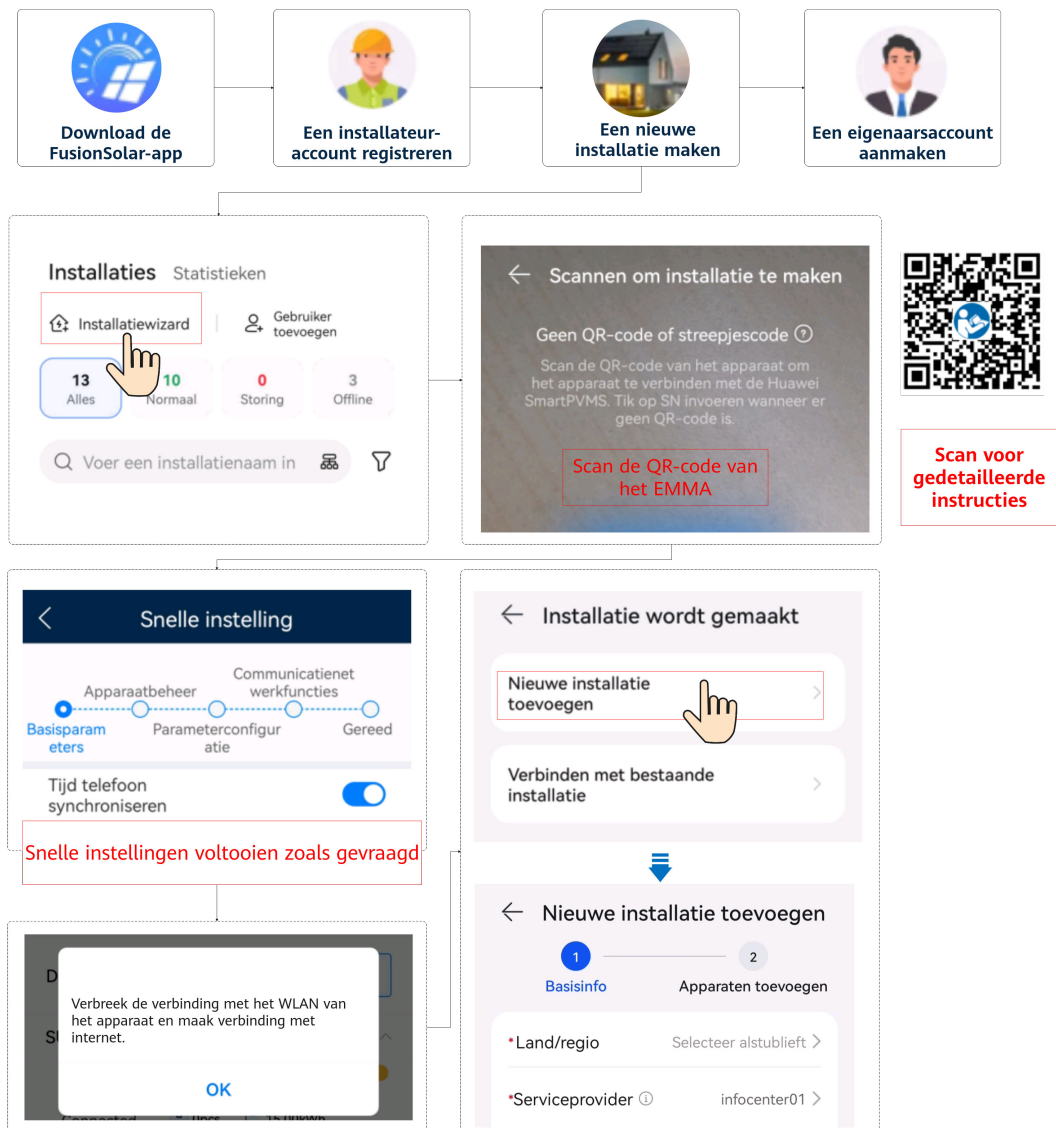 Download de
FusionSolar-app
Een installateur-
account registreren
Een nieuwe
installatie maken
Een eigenaarsaccount
aanmaken
Installaties Statistieken
Installatiewizard
Gebruiker
toevoegen
13
Alles
10
Normaal
0
Storing
3
Offline
Voer een installatienaam in
Scannen om installatie te maken
Geen QR-code of streepjescode
Scan de QR-code van het apparaat om
het apparaat te verbinden met de Huawei
SmartPVMS. Tik op SN invoeren wanneer er
geen QR-code is.
Scan de QR-code van
het EMMA
Scan voor
gedetailleerde
instructies
Snelle instelling
Basisparam
eters
Apparaatbeheer
Parameterconfigur
atie
Communicatienet
werkfuncties
Gereed
Tijd telefoon
synchroniseren
Snelle instellingen voltooien zoals gevraagd
Verbreek de verbinding met het WLAN van
het apparaat en maak verbinding met
internet.
OK
Installatie wordt gemaakt
Nieuwe installatie
toevoegen
Verbinden met bestaande
installatie
Nieuwe installatie toevoegen
1
Basisinfo
2
Apparaten toevoegen
*Land/regio Selecteer alstublieft
*Serviceprovider infocenter01